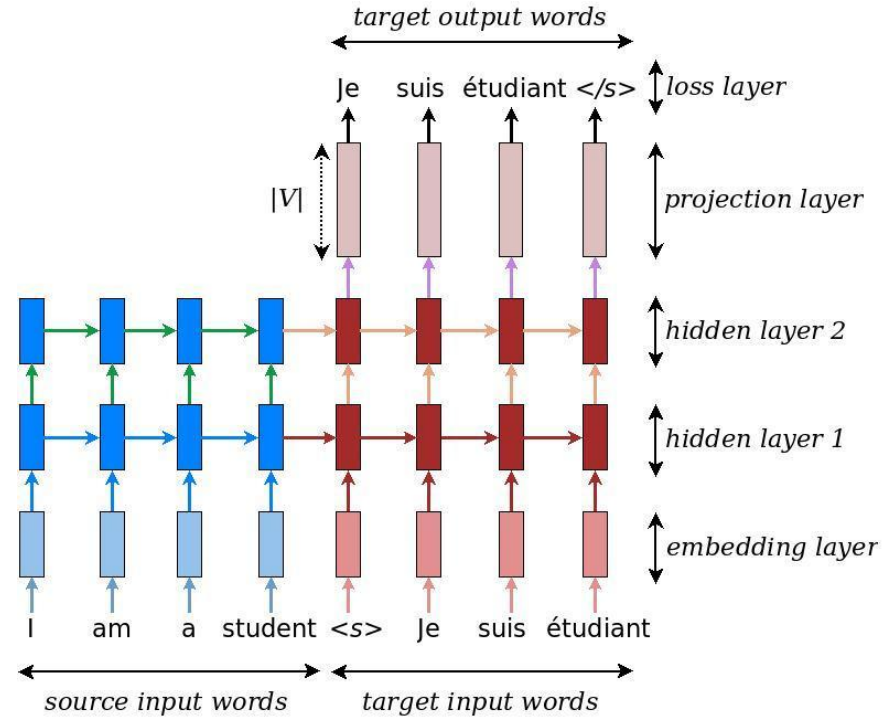 target output words
Je suis étudiant </s>
loss layer
|V|
projection layer
hidden layer 2
hidden layer 1
embedding layer
I am a student <s> Je suis étudiant
source input words
target input words